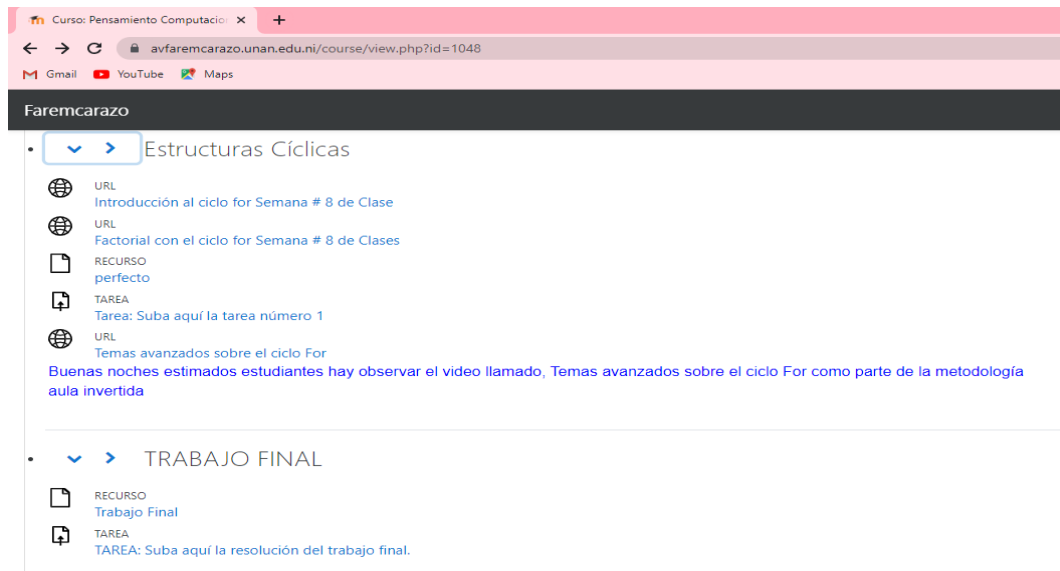 Curso: Pensamiento Computacio
avfaremcarazo.unan.edu.ni/course/view.php?id=1048
Gmail YouTube Maps
Faremcarazo
Estructuras Cíclicas
URL
Introducción al ciclo for Semana # 8 de Clase
URL
Factorial con el ciclo for Semana # 8 de Clases
RECURSO
perfecto
TAREA
Tarea: Suba aquí la tarea número 1
URL
Temas avanzados sobre el ciclo For
Buenas noches estimados estudiantes hay observar el video llamado, Temas avanzados sobre el ciclo For como parte de la metodología
aula invertida
TRABAJO FINAL
RECURSO
Trabajo Final
TAREA
TAREA: Suba aquí la resolución del trabajo final.